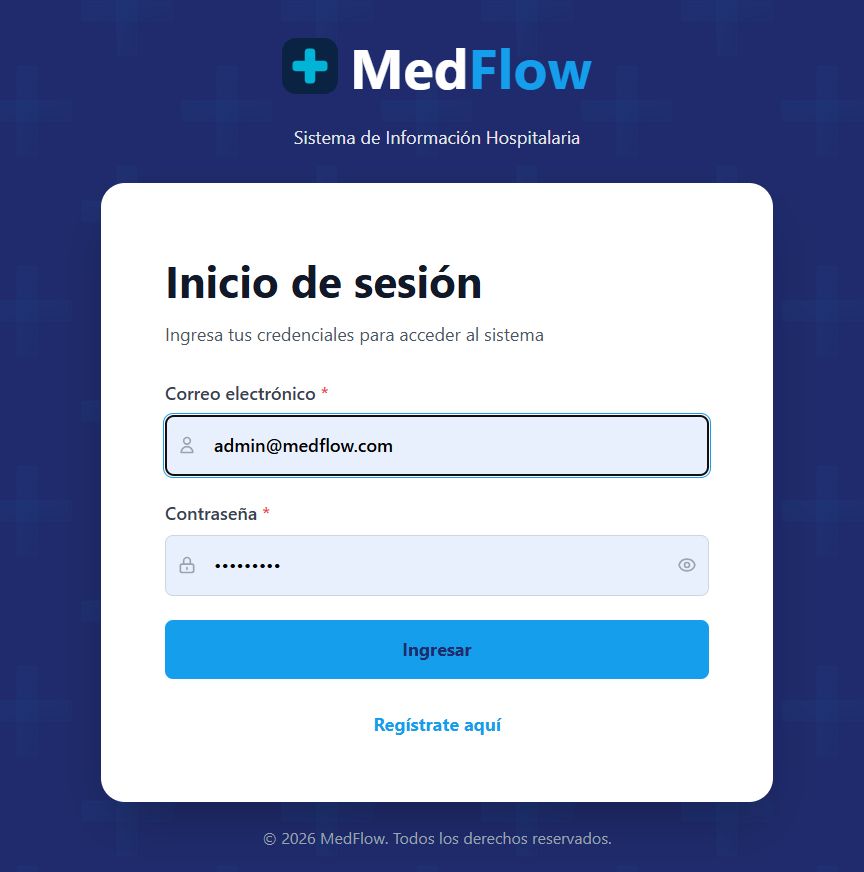 MedFlow
Sistema de Información Hospitalaria
Inicio de sesión
Ingresa tus credenciales para acceder al sistema
Correo electrónico *
admin@medflow.com
Contraseña *
•••••••••
Ingresar
Regístrate aquí
© 2026 MedFlow. Todos los derechos reservados.